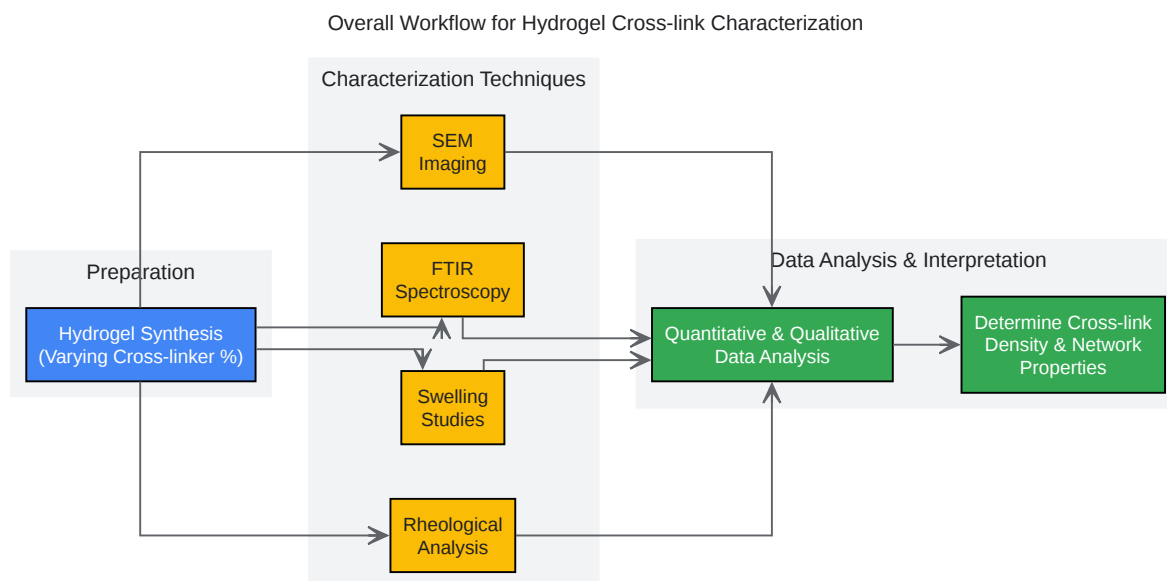 Overall Workflow for Hydrogel Cross-link Characterization
Characterization Techniques
SEM
Imaging
FTIR
Spectroscopy
Swelling
Studies
Rheological
Analysis
Preparation
Hydrogel Synthesis
(Varying Cross-linker %)
Data Analysis & Interpretation
Quantitative & Qualitative
Data Analysis
Determine Cross-link
Density & Network
Properties